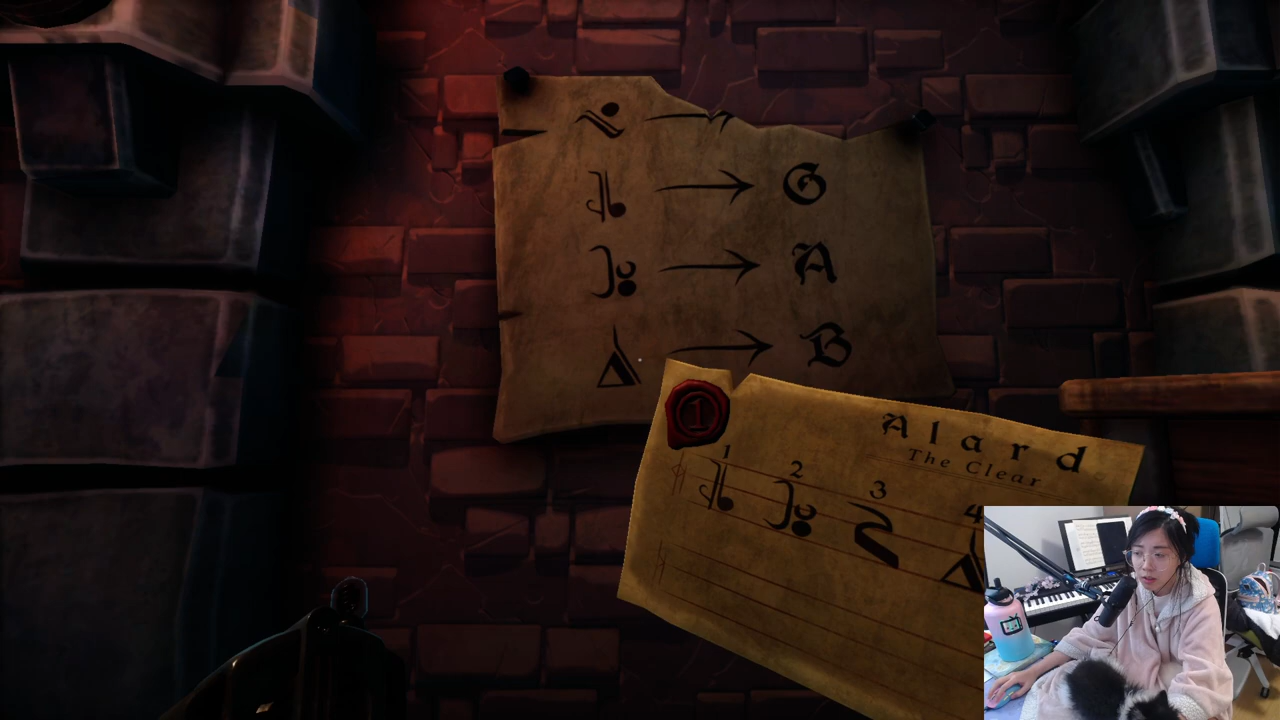 →
→ G
→ A
→ B
1
Alard
The Clear
1 2 3 4